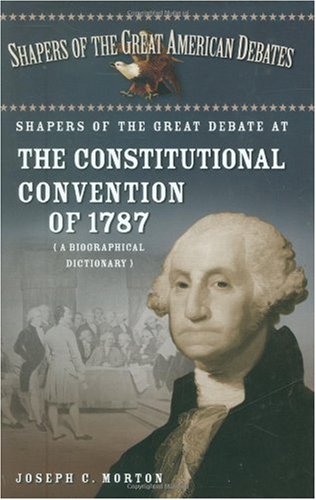 SHAPERS OF THE GREAT AMERICAN DEBATES
SHAPERS OF THE GREAT DEBATE AT
THE CONSTITUTIONAL
CONVENTION
OF 1787
( A BIOGRAPHICAL
DICTIONARY )
JOSEPH C. MORTON